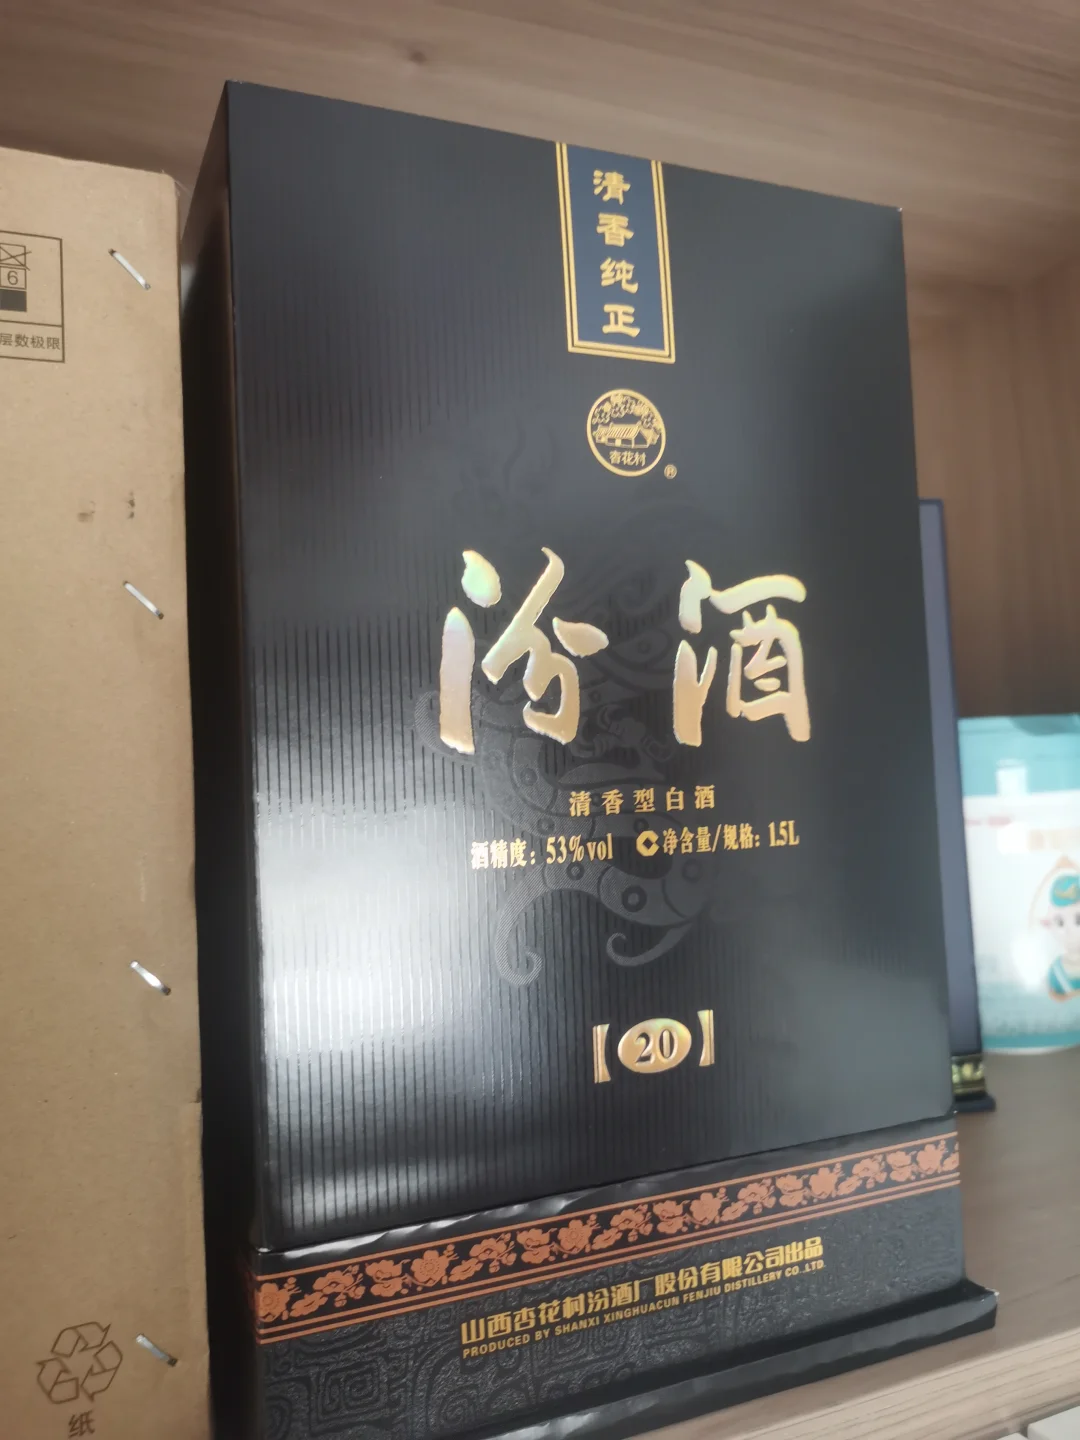 6
层数极限
清香纯正
杏花村
®
汾酒
清香型白酒
酒精度：53%vol C净含量/规格：1.5L
【20】
山西杏花村汾酒厂股份有限公司出品
PRODUCED BY SHANXI XINGHUACUN FENJIU DISTILLERY CO.,LTD.
纸